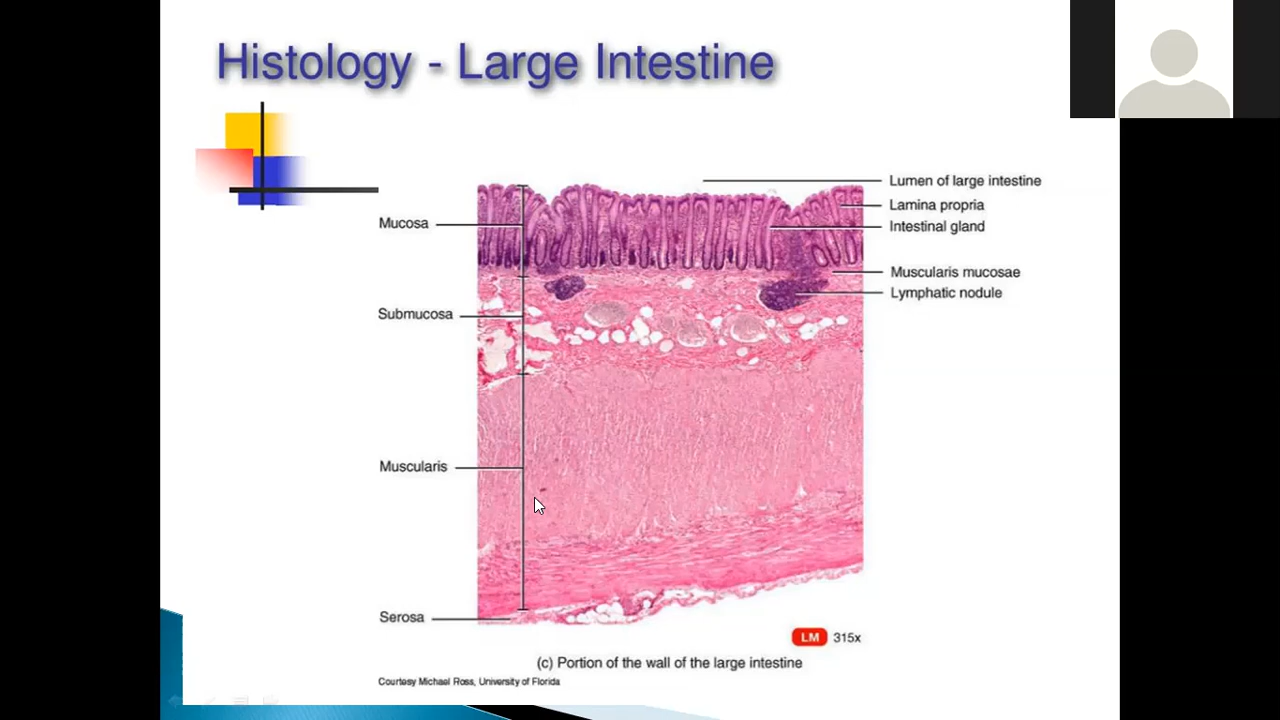 Histology - Large Intestine
Lumen of large intestine
Lamina propria
Mucosa
Intestinal gland
Muscularis mucosae
Lymphatic nodule
Submucosa
Muscularis
Serosa
LM 315x
(c) Portion of the wall of the large intestine
Courtesy Michael Ross, University of Florida